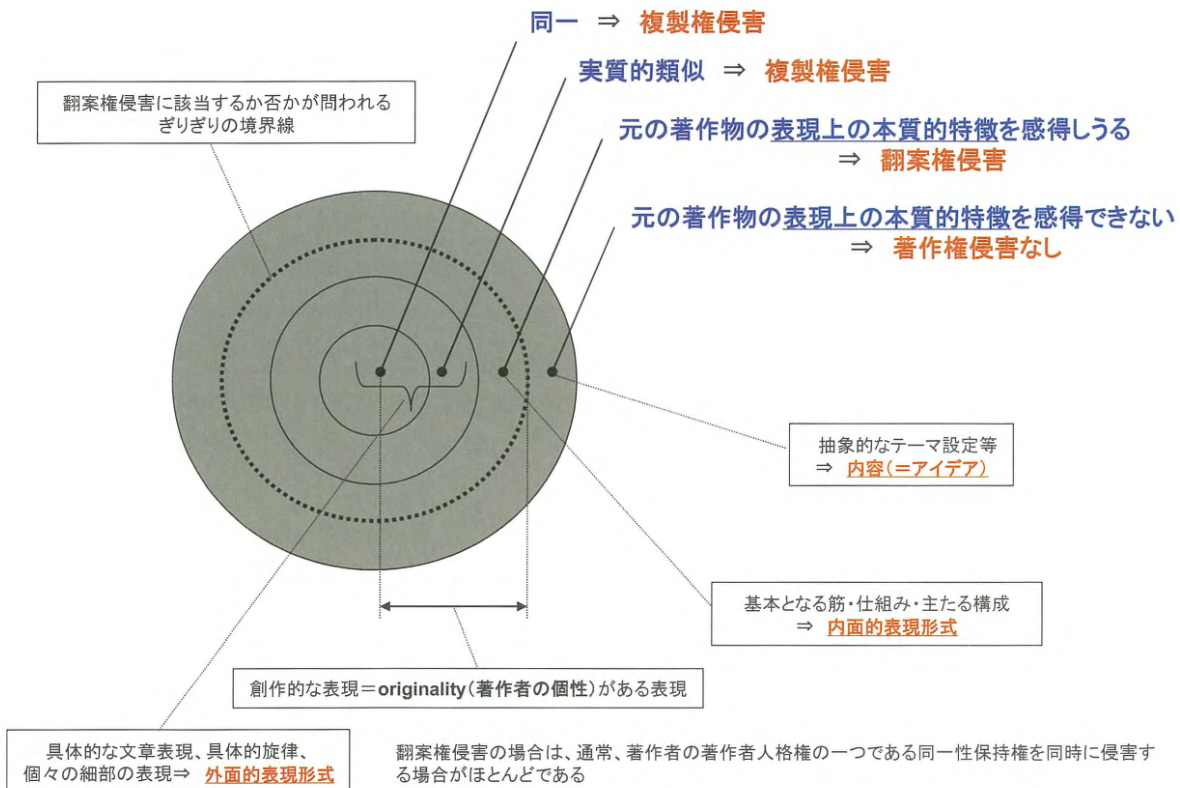 同一 ⇒ 複製権侵害
実質的類似 ⇒ 複製権侵害
翻案権侵害に該当するか否かが問われる
ぎりぎりの境界線
元の著作物の表現上の本質的特徴を感得しうる
⇒ 翻案権侵害
元の著作物の表現上の本質的特徴を感得できない
⇒ 著作権侵害なし
抽象的なテーマ設定等
⇒ 内容(=アイデア)
基本となる筋・仕組み・主たる構成
⇒ 内面的表現形式
創作的な表現=originality(著作者の個性)がある表現
具体的な文章表現、具体的旋律、
個々の細部の表現⇒ 外面的表現形式
翻案権侵害の場合は、通常、著作者の著作者人格権の一つである同一性保持権を同時に侵害す
る場合がほとんどである